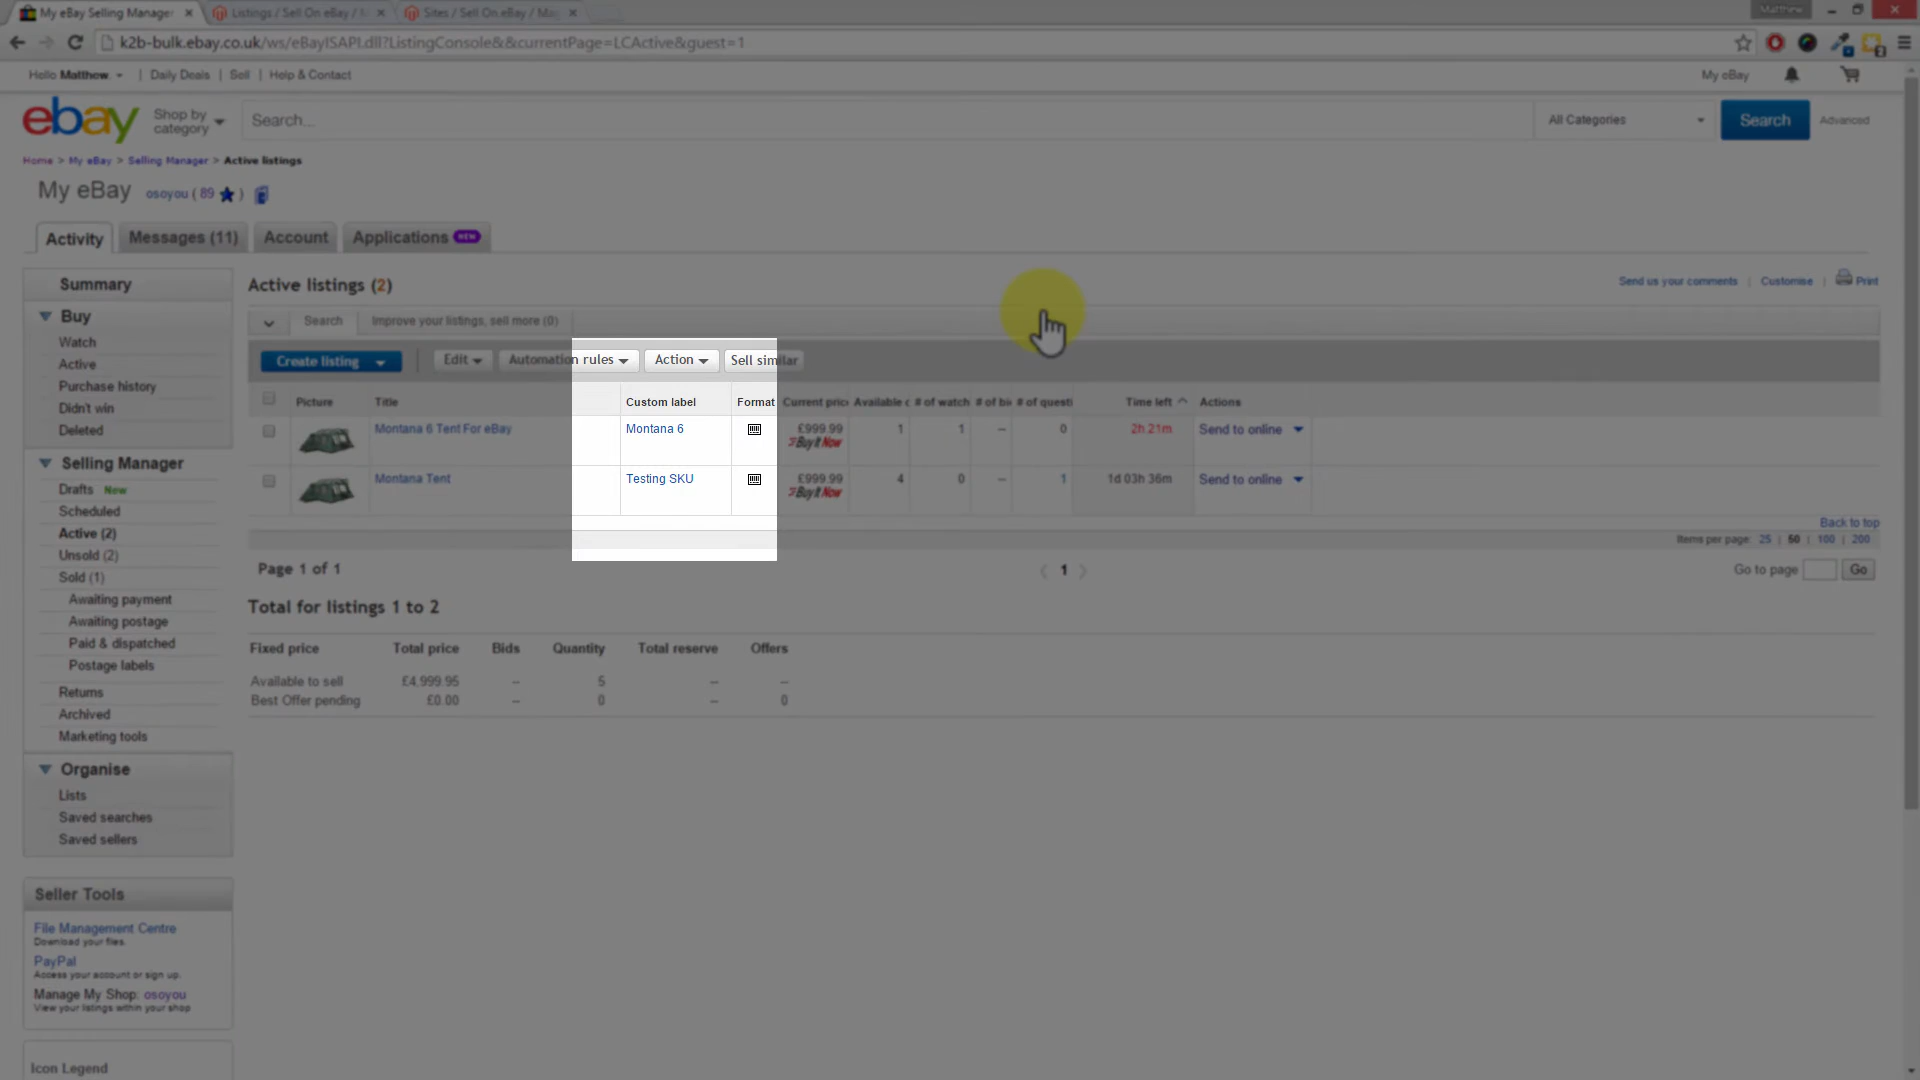 My eBay Selling Manager
Listings / Sell On eBay / M
Sites / Sell On eBay / Mag
Matthew
k2b-bulk.ebay.co.uk/ws/eBayISAPI.dll?ListingConsole&&currentPage=LCActive&guest=1
Hello Matthew | Daily Deals | Sell | Help & Contact
My eBay
ebay
Shop by
category
Search...
All Categories
Search
Advanced
Home > My eBay > Selling Manager > Active listings
My eBay osoyou ( 89 )
Activity
Messages (11)
Account
Applications NEW
Summary
Buy
Watch
Active
Purchase history
Didn't win
Deleted
Selling Manager
Drafts New
Scheduled
Active (2)
Unsold (2)
Sold (1)
Awaiting payment
Awaiting postage
Paid & dispatched
Postage labels
Returns
Archived
Marketing tools
Organise
Lists
Saved searches
Saved sellers
Seller Tools
File Management Centre
Download your files.
PayPal
Access your account or sign up.
Manage My Shop: osoyou
View your listings within your shop
Icon Legend
Active listings (2)
Send us your comments | Customise | Print
Search
Improve your listings, sell more (0)
Create listing
Edit
Automation rules
Action
Sell similar
Picture Title Custom label Format Current pric Available # of watch # of bi # of questi Time left Actions
Montana 6 Tent For eBay Montana 6 £999.99 1 1 -- 0 2h 21m Send to online
Buy It Now
Montana Tent Testing SKU £999.99 4 0 -- 1 1d 03h 36m Send to online
Buy It Now
Back to top
Items per page: 25 | 50 | 100 | 200
Page 1 of 1
1
Go to page Go
Total for listings 1 to 2
Fixed price Total price Bids Quantity Total reserve Offers
Available to sell £4,999.95 -- 5 -- --
Best Offer pending £0.00 -- 0 -- 0